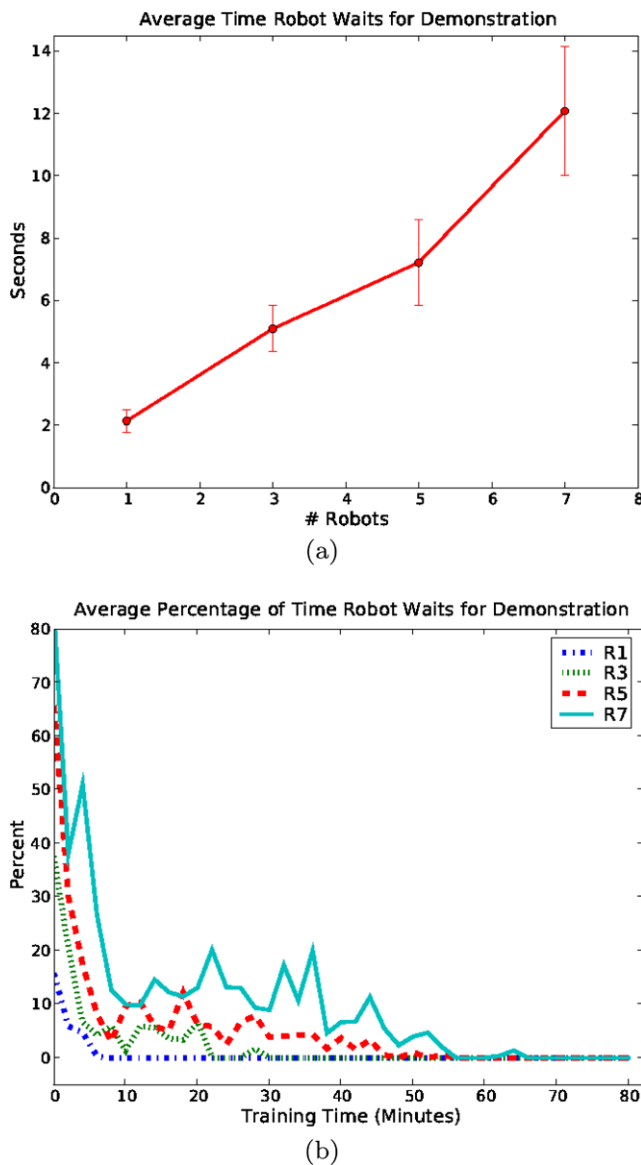 Average Time Robot Waits for Demonstration
14
12
10
8
6
4
2
0
Seconds
0 1 2 3 4 5 6 7 8
# Robots
(a)
Average Percentage of Time Robot Waits for Demonstration
80
70
60
50
40
30
20
10
0
Percent
R1
R3
R5
R7
0 10 20 30 40 50 60 70 80
Training Time (Minutes)
(b)